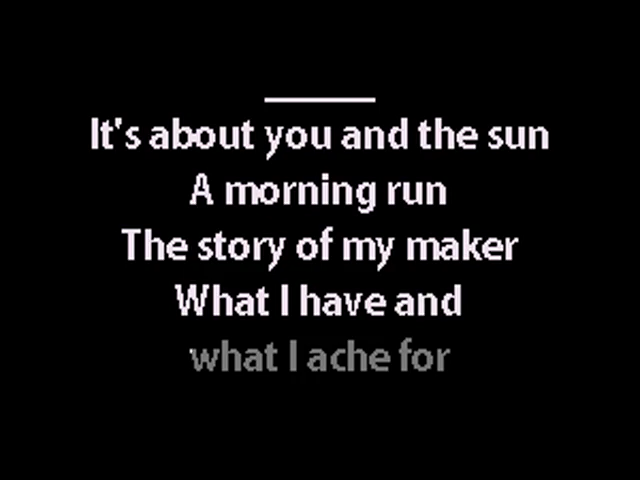 It's about you and the sun
A morning run
The story of my maker
What I have and
what I ache for